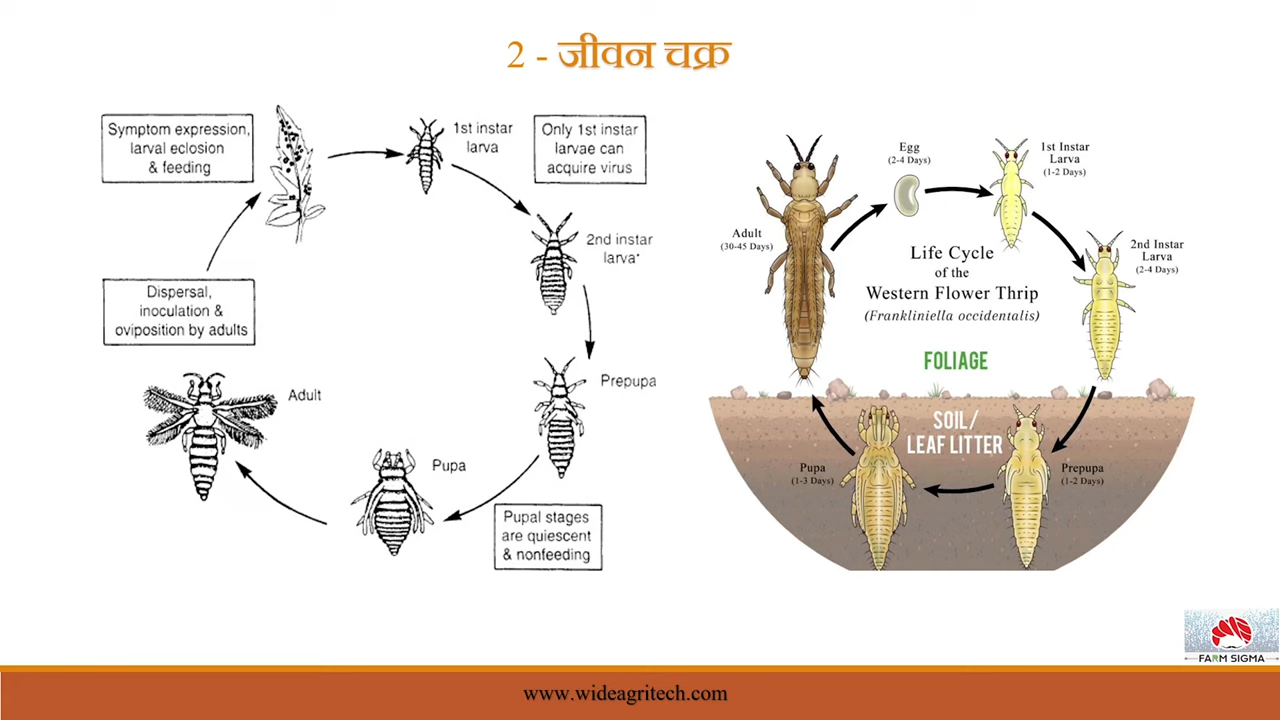 2 - जीवन चक्र
Symptom expression,
larval eclosion
& feeding
1st instar
larva
Only 1st instar
larvae can
acquire virus
2nd instar
larva*
Dispersal,
inoculation &
oviposition by adults
Prepupa
Adult
Pupa
Pupal stages
are quiescent
& nonfeeding
Egg
(2-4 Days)
1st Instar
Larva
(1-2 Days)
Adult
(30-45 Days)
2nd Instar
Larva
(2-4 Days)
Life Cycle
of the
Western Flower Thrip
(Frankliniella occidentalis)
FOLIAGE
SOIL/
LEAF LITTER
Pupa
(1-3 Days)
Prepupa
(1-2 Days)
FARM SIGMA
www.wideagritech.com